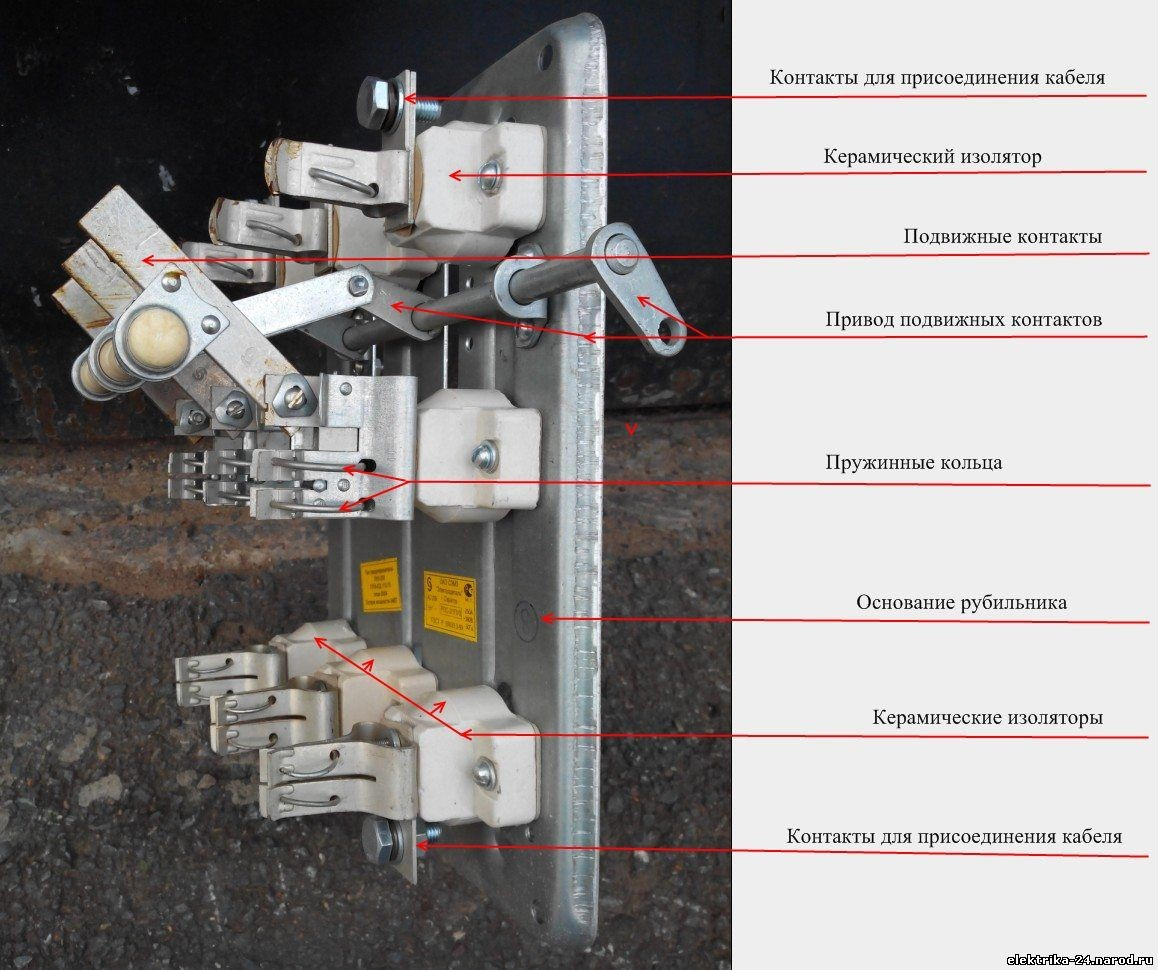 Контакты для присоединения кабеля
Керамический изолятор
Подвижные контакты
Привод подвижных контактов
v
Пружинные кольца
Основание рубильника
Керамические изоляторы
Контакты для присоединения кабеля
elektrika-24.narod.ru